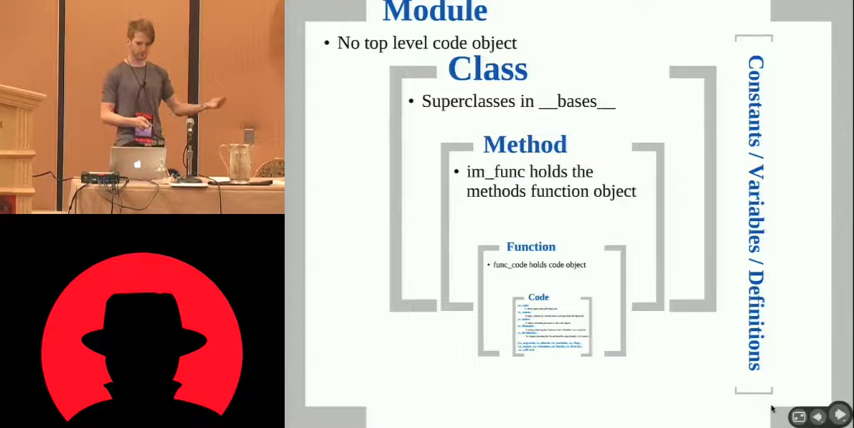 Module
• No top level code object
Class
• Superclasses in __bases__
Method
• im_func holds the
methods function object
Function
• func_code holds code object
Code
Constants / Variables / Definitions